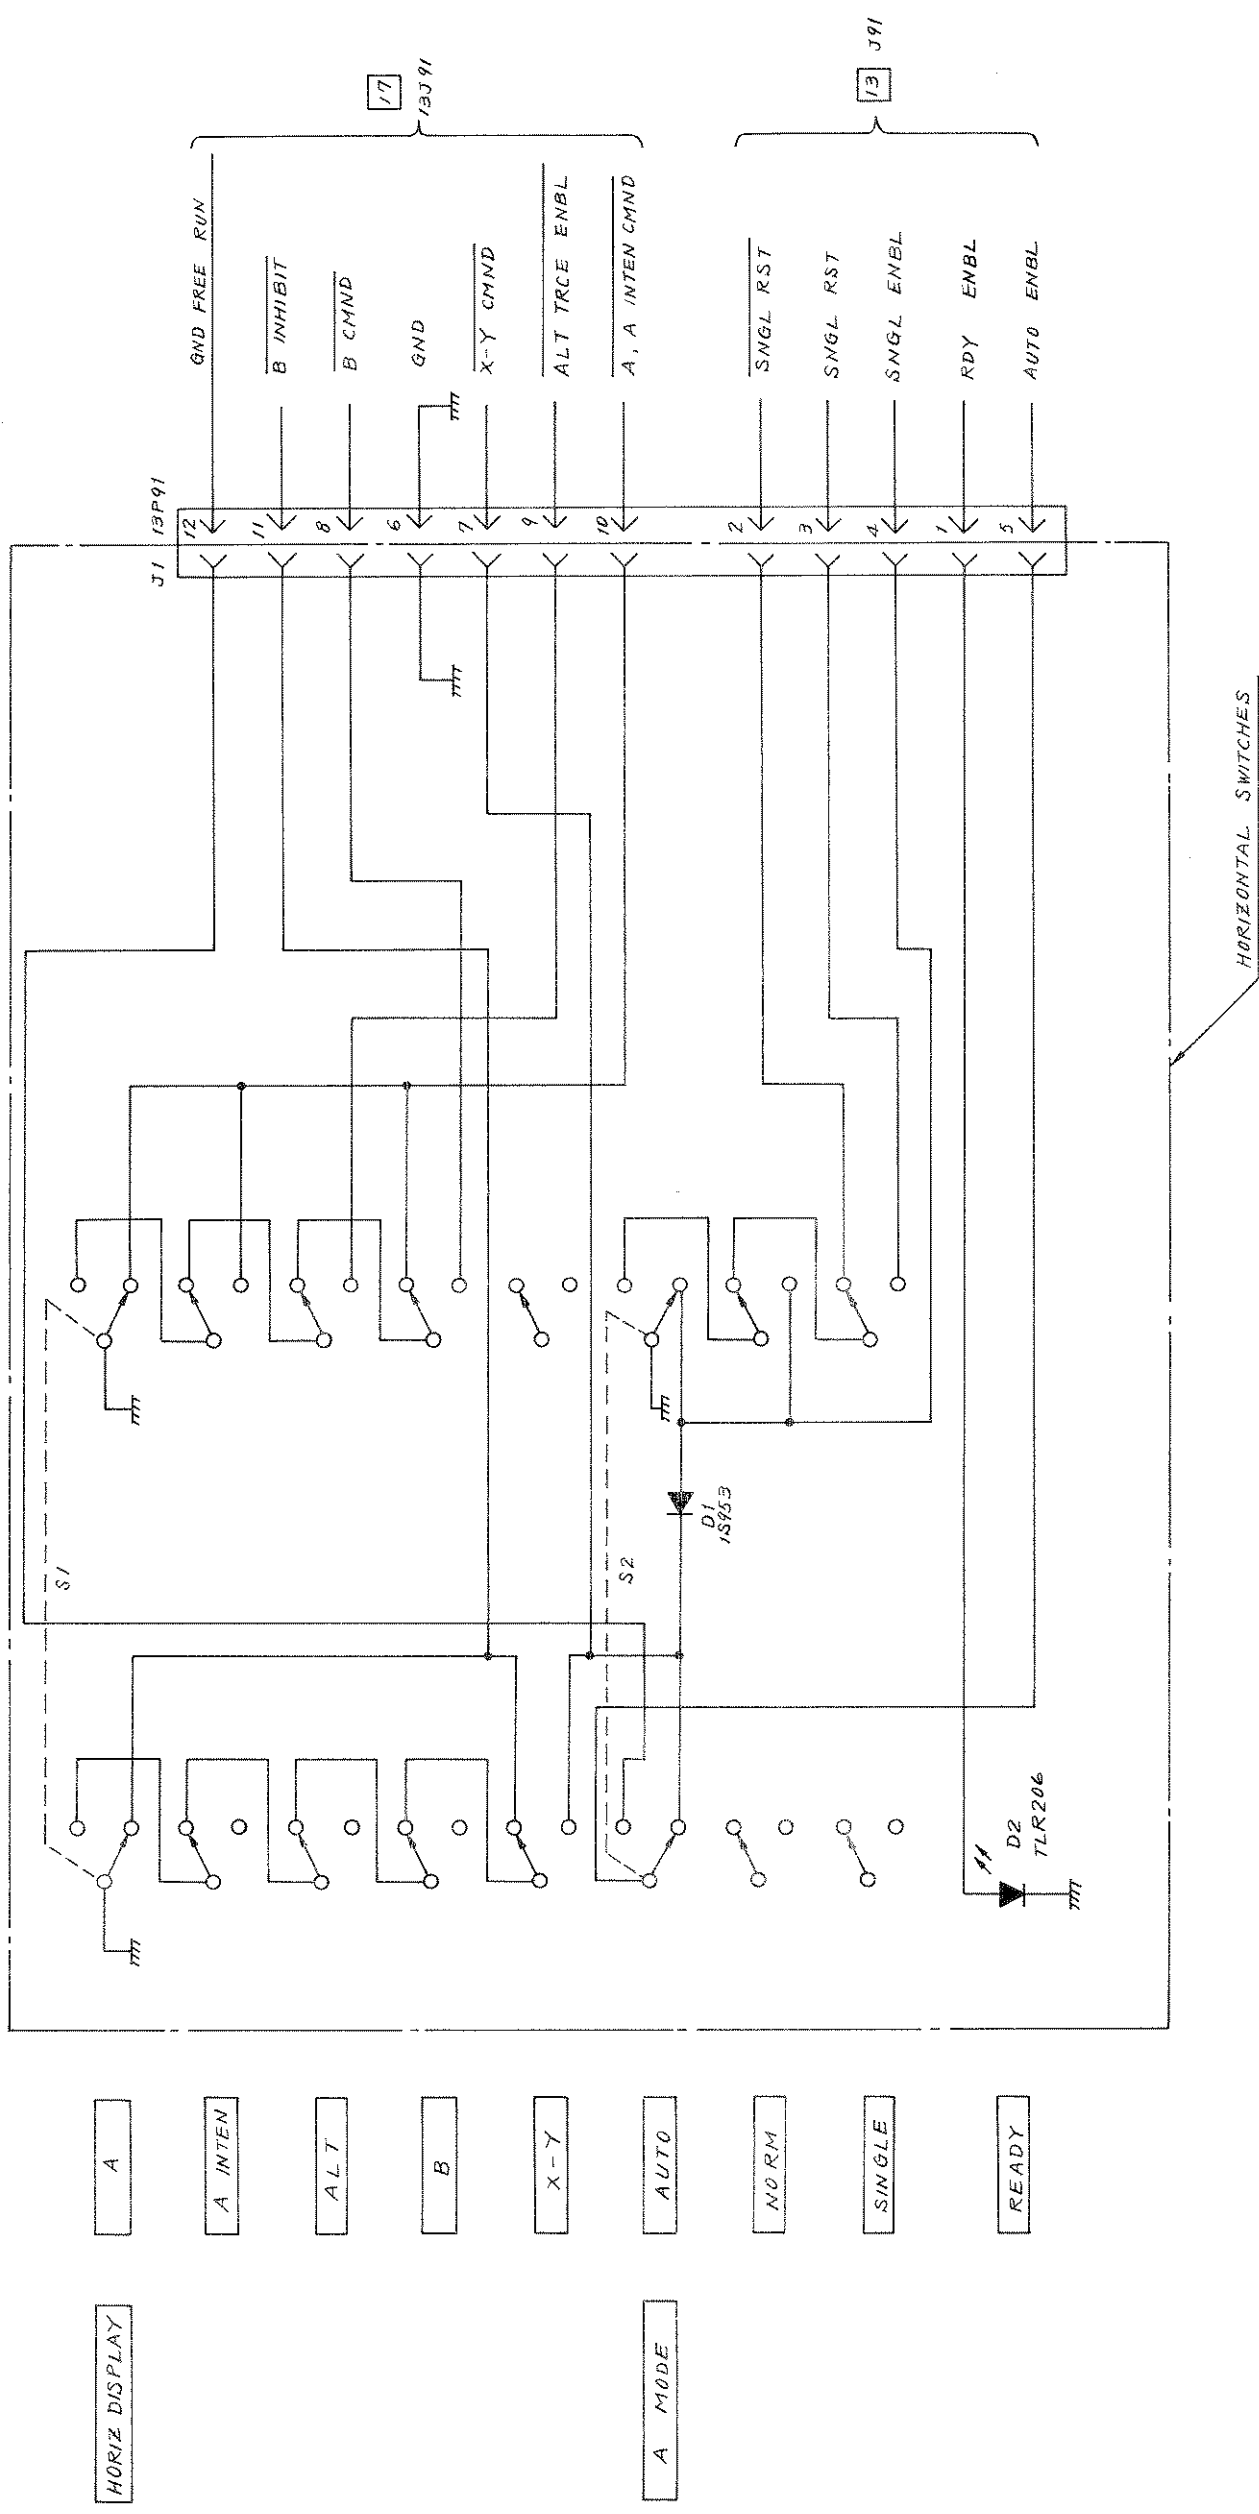 HORIZ DISPLAY
A
A INTEN
ALT
B
X-Y
A MODE
AUTO
NORM
SINGLE
READY
S1
S2
D1
1S953
D2
TLR206
J1
13P91
12
11
8
6
7
9
10
2
3
4
1
5
GND FREE RUN
B INHIBIT
B CMND
GND
X-Y CMND
ALT TRCE ENBL
A, A INTEN CMND
17
13J91
SNGL RST
SNGL RST
SNGL ENBL
RDY ENBL
AUTO ENBL
13 J91
HORIZONTAL SWITCHES